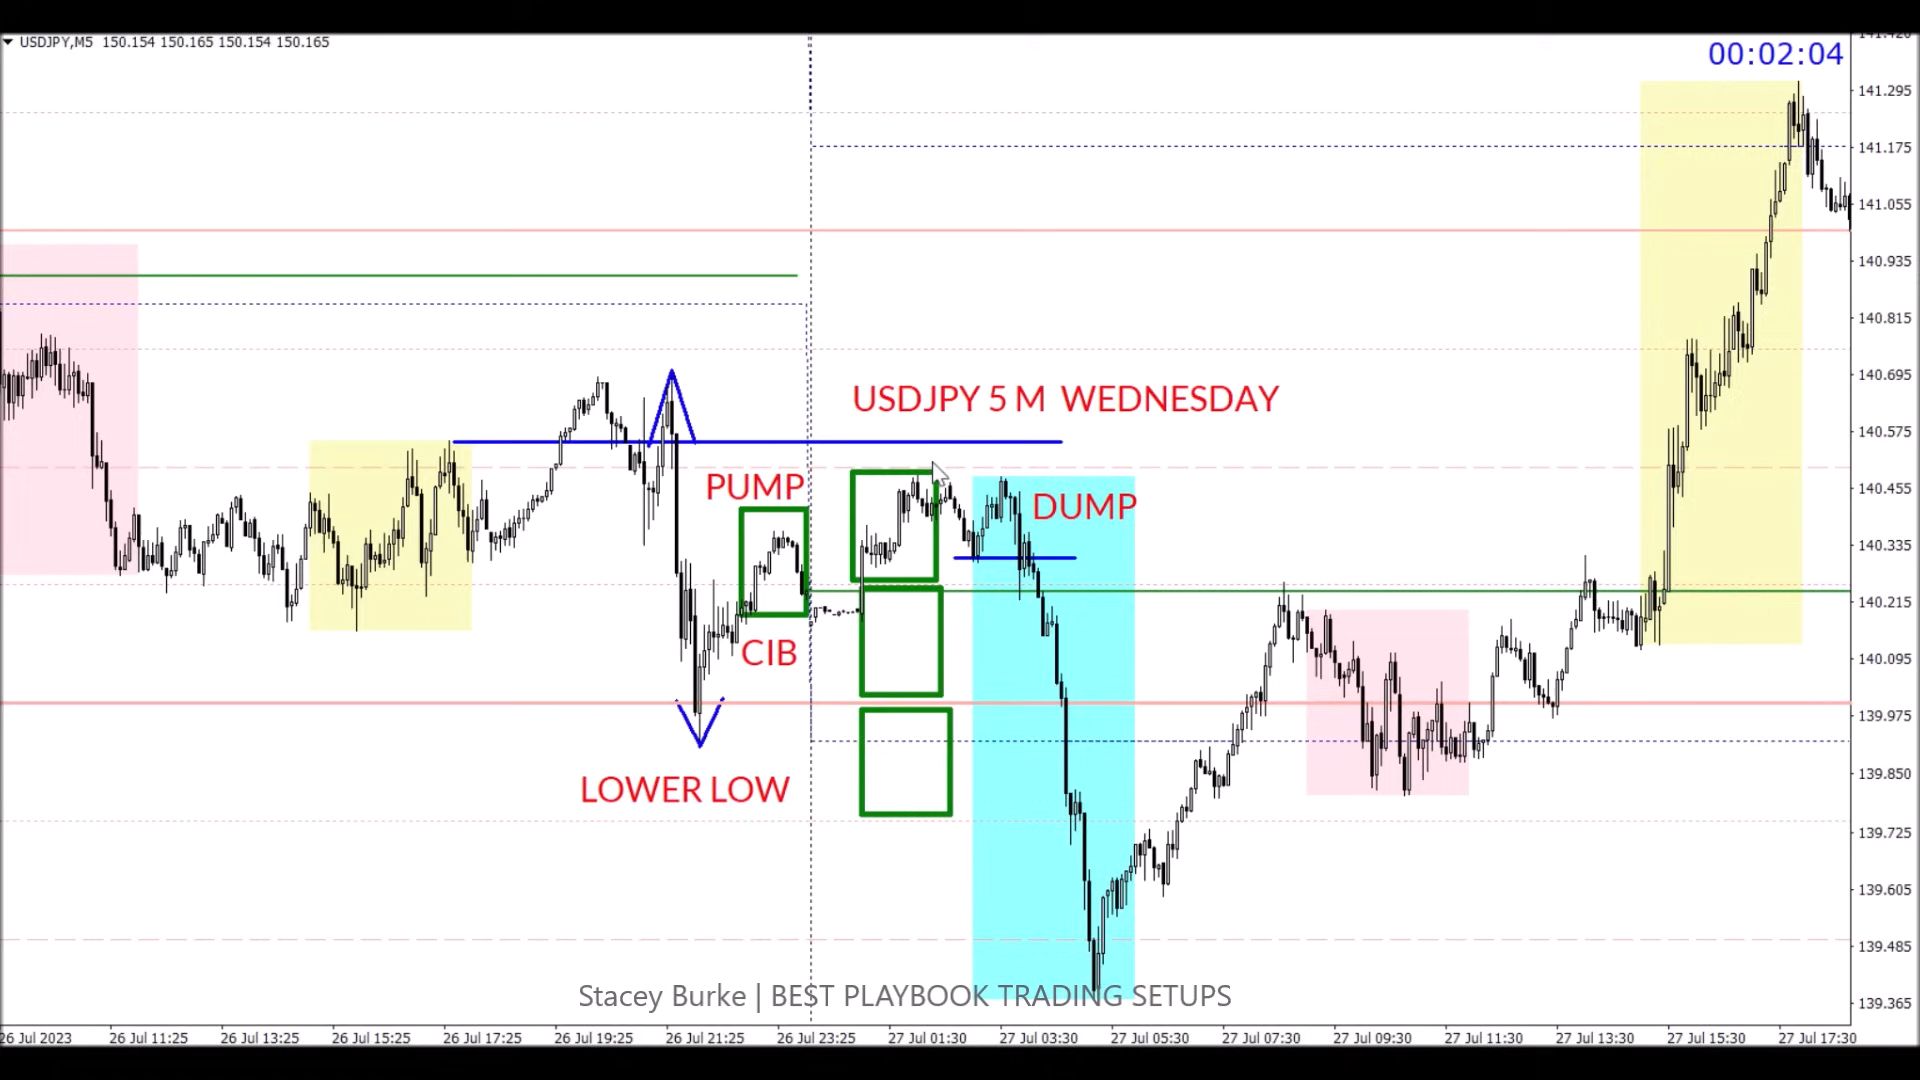 USDJPY,M5 150.154 150.165 150.154 150.165
00:02:04
141.420
141.295
141.175
141.055
140.935
140.815
140.695
140.575
140.455
140.335
140.215
140.095
139.975
139.850
139.725
139.605
139.485
139.365
USDJPY 5 M WEDNESDAY
PUMP
DUMP
CIB
LOWER LOW
Stacey Burke | BEST PLAYBOOK TRADING SETUPS
26 Jul 2023 26 Jul 11:25 26 Jul 13:25 26 Jul 15:25 26 Jul 17:25 26 Jul 19:25 26 Jul 21:25 26 Jul 23:25 27 Jul 01:30 27 Jul 03:30 27 Jul 05:30 27 Jul 07:30 27 Jul 09:30 27 Jul 11:30 27 Jul 13:30 27 Jul 15:30 27 Jul 17:30